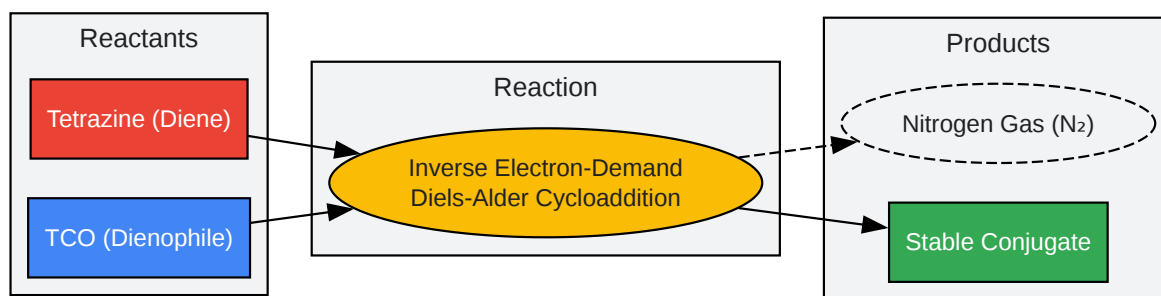 Reactants
Tetrazine (Diene)
TCO (Dienophile)
Reaction
Inverse Electron-Demand
Diels-Alder Cycloaddition
Products
Nitrogen Gas (N₂)
Stable Conjugate